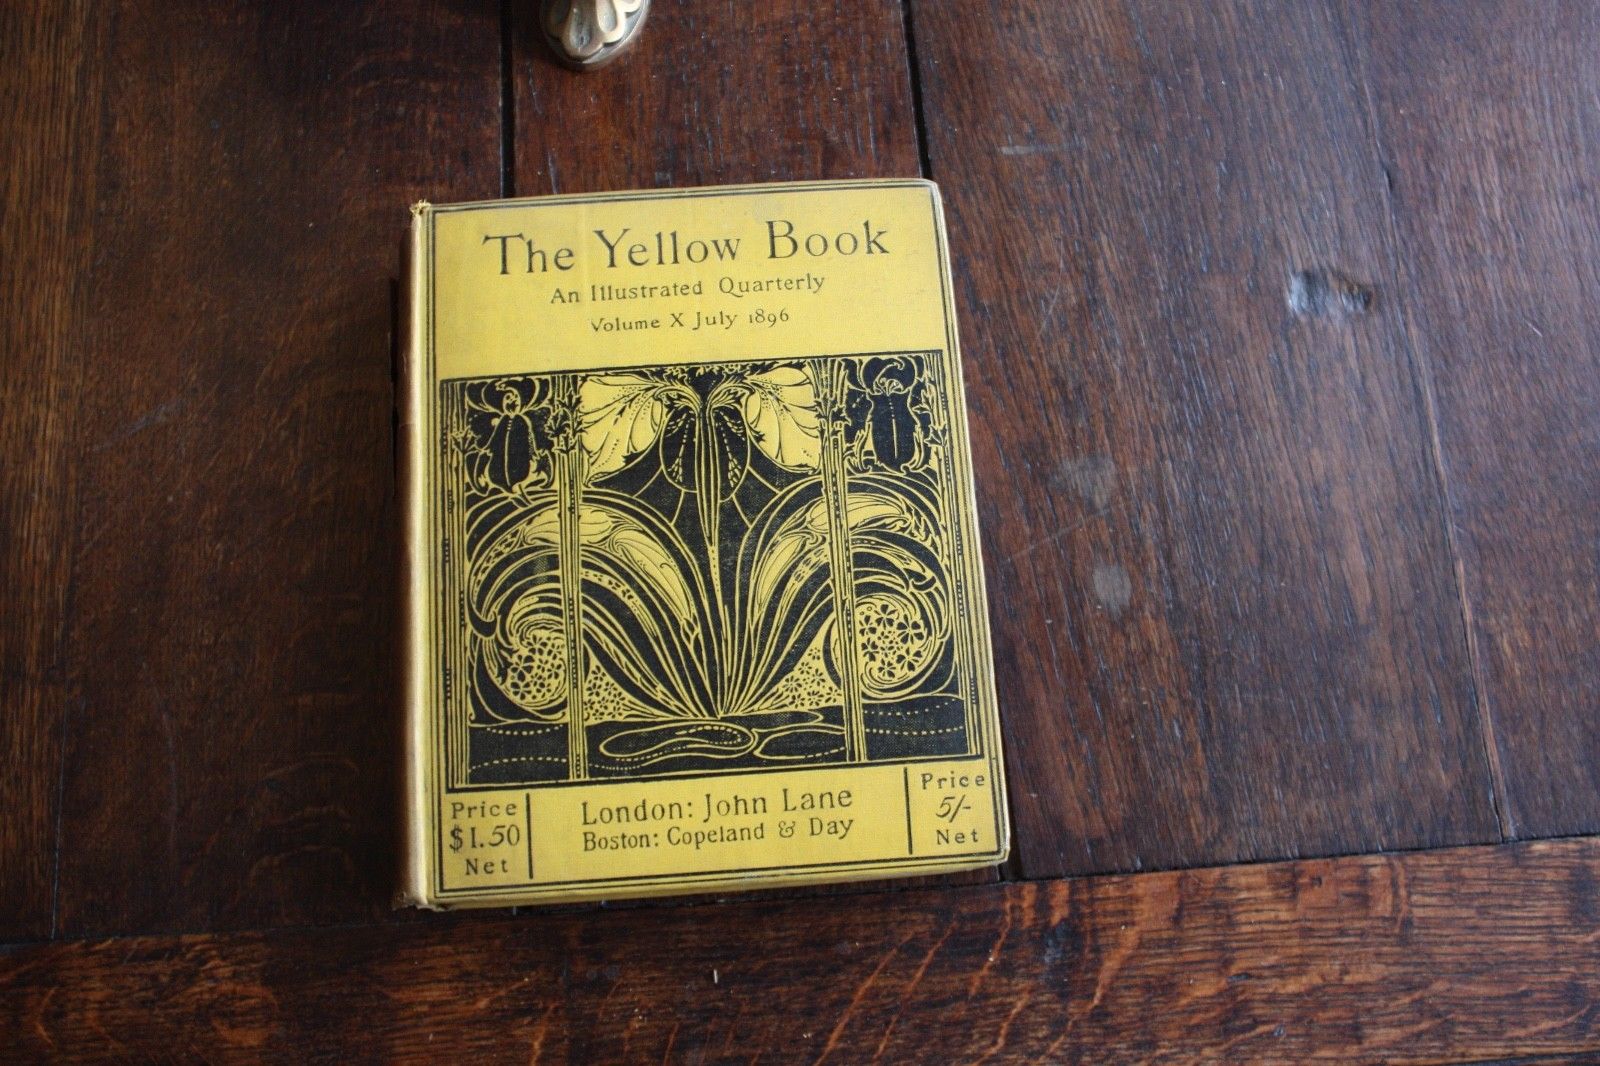 The Yellow Book
An Illustrated Quarterly
Volume X July 1896
Price
$1.50
Net
London: John Lane
Boston: Copeland & Day
Price
5/-
Net